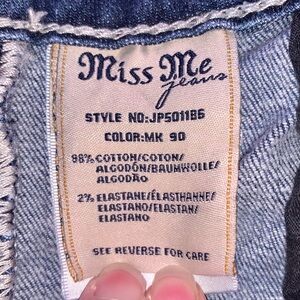 Miss Me
jeans
STYLE NO:JP5011B6
COLOR:MK 90
98% COTTON/COTON/
ALGODÓN/BAUMWOLLE/
ALGODÃO
2% ELASTANE/ÉLASTHANNE/
ELASTANO/ELASTAN/
ELASTANO
SEE REVERSE FOR CARE